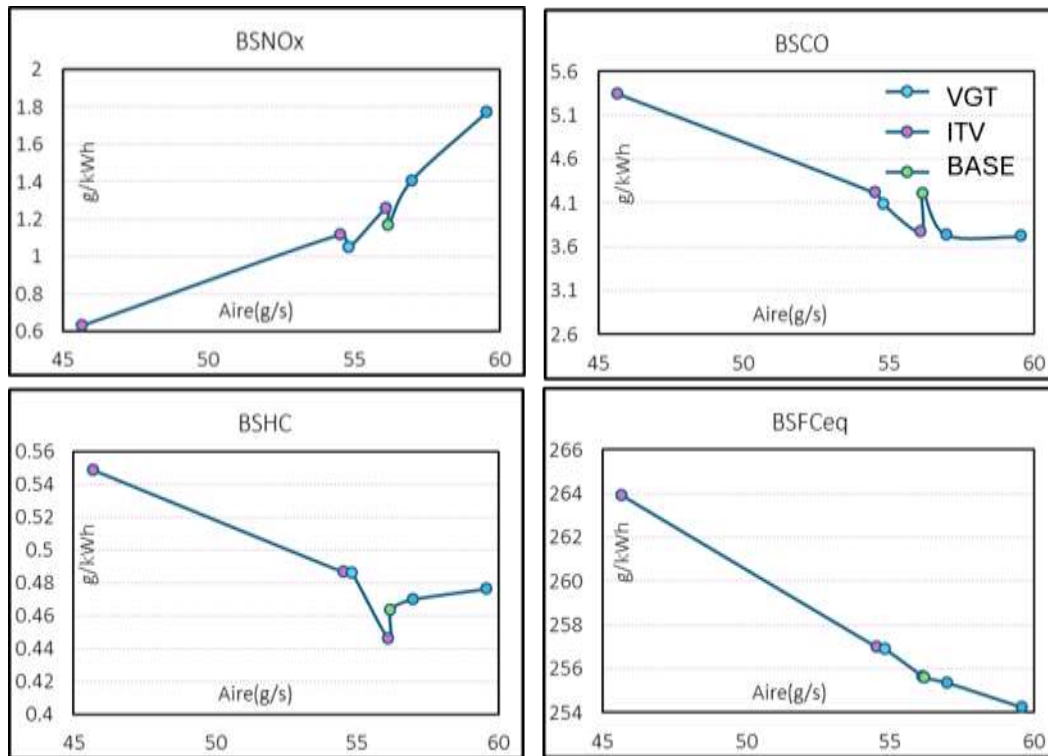 BSNOx
2
1.8
1.6
1.4
1.2
1
0.8
0.6
g/kWh
Aire(g/s)
45 50 55 60
BSCO
5.6
5.1
4.6
4.1
3.6
3.1
2.6
g/kWh
VGT
ITV
BASE
Aire(g/s)
45 50 55 60
BSHC
0.56
0.54
0.52
0.5
0.48
0.46
0.44
0.42
0.4
g/kWh
Aire(g/s)
45 50 55 60
BSFCeq
266
264
262
260
258
256
254
g/kWh
Aire(g/s)
45 50 55 60